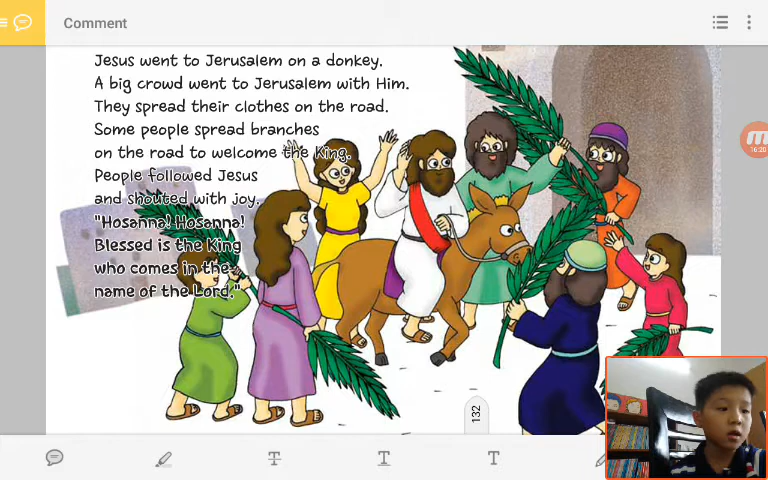 Comment
Jesus went to Jerusalem on a donkey.
A big crowd went to Jerusalem with Him.
They spread their clothes on the road.
Some people spread branches
on the road to welcome the King.
People followed Jesus
and shouted with joy.
"Hosanna! Hosanna!
Blessed is the King
who comes in the
name of the Lord."
16:20
132
T
T
T